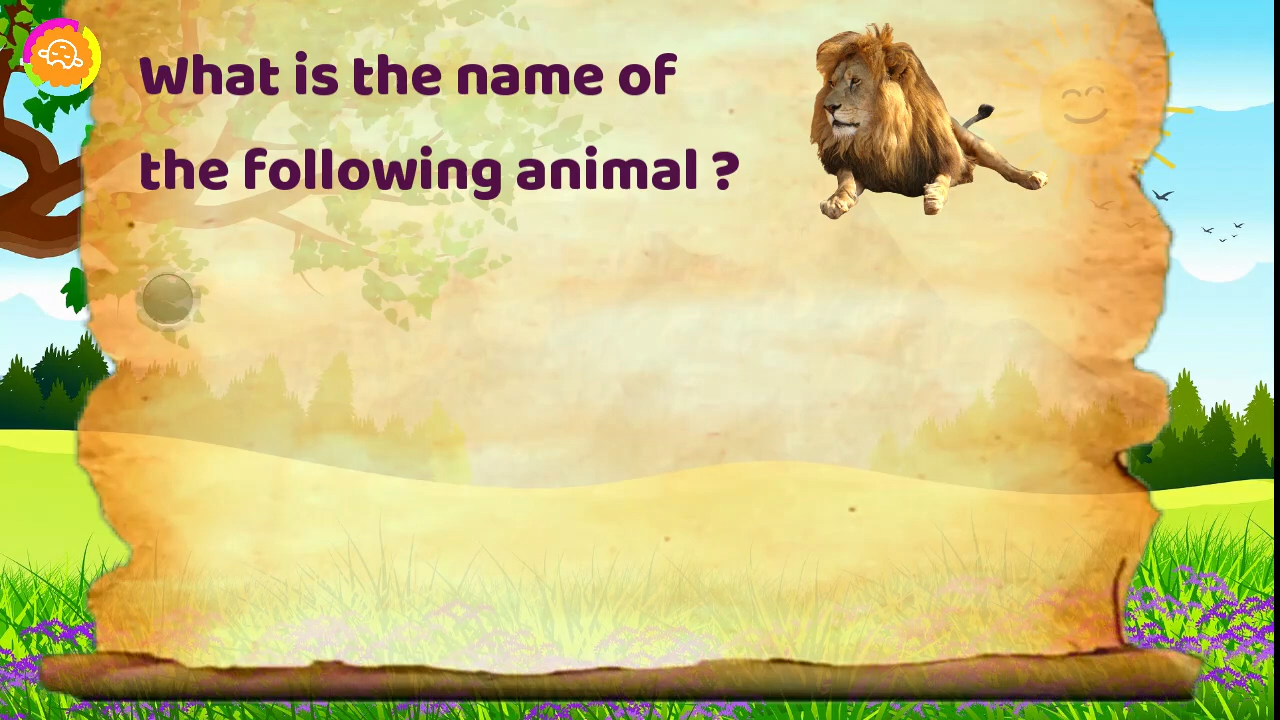 What is the name of
the following animal ?